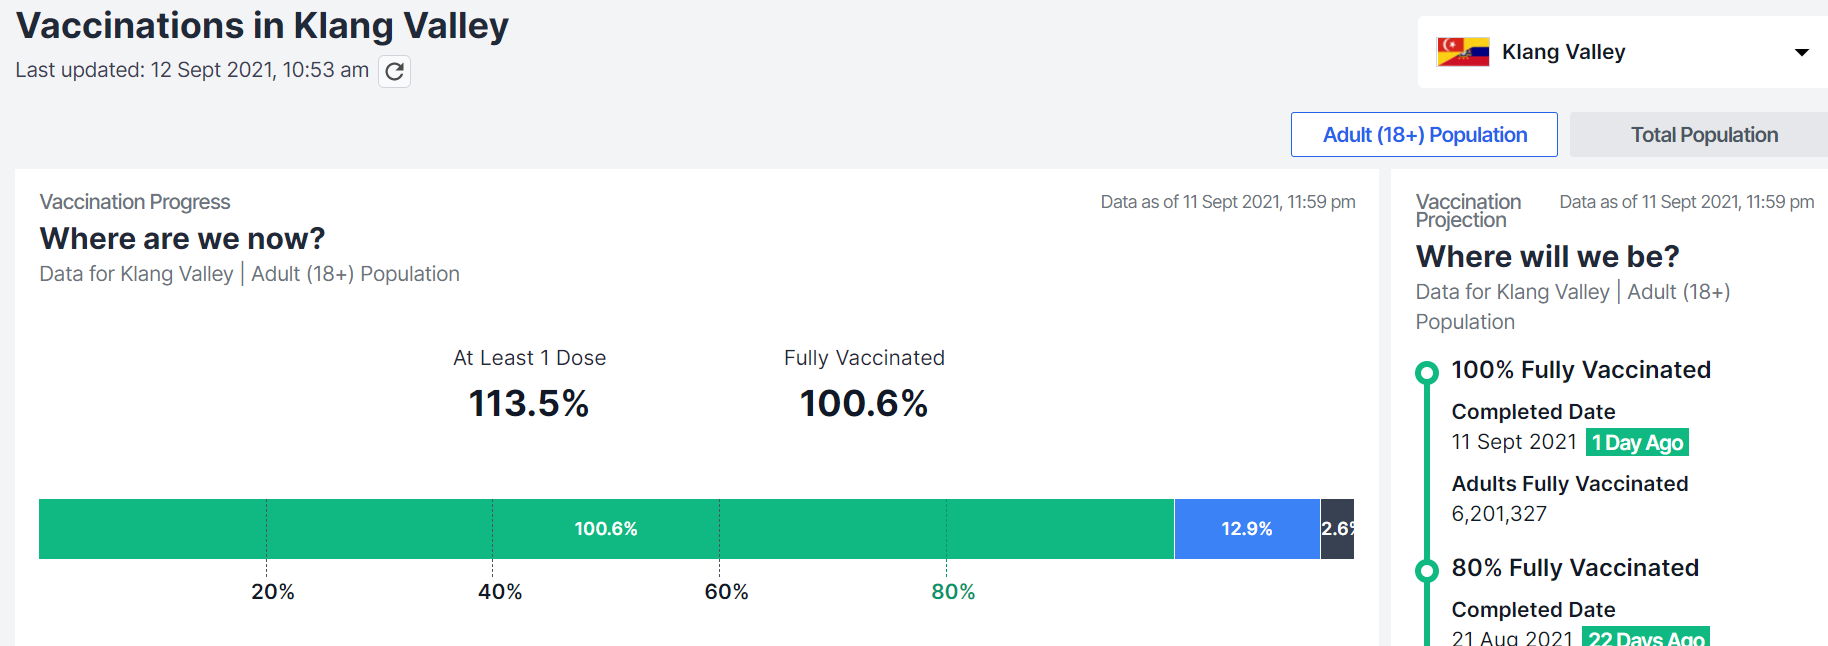 Vaccinations in Klang Valley
Last updated: 12 Sept 2021, 10:53 am
Klang Valley
Adult (18+) Population
Total Population
Vaccination Progress
Data as of 11 Sept 2021, 11:59 pm
Where are we now?
Data for Klang Valley | Adult (18+) Population
At Least 1 Dose
Fully Vaccinated
113.5%
100.6%
100.6%
12.9%
2.6%
20%
40%
60%
80%
Vaccination
Projection
Data as of 11 Sept 2021, 11:59 pm
Where will we be?
Data for Klang Valley | Adult (18+)
Population
100% Fully Vaccinated
Completed Date
11 Sept 2021 1 Day Ago
Adults Fully Vaccinated
6,201,327
80% Fully Vaccinated
Completed Date
21 Aug 2021 22 Days Ago